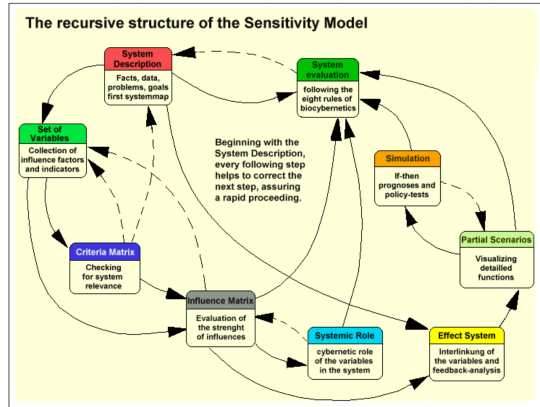 The recursive structure of the Sensitivity Model
System
Description
Facts, data,
problems, goals
first systemmap
System
evaluation
following the
eight rules of
biocybernetics
Set of
Variables
Collection of
influence factors
and indicators
Beginning with the
System Description,
every following step
helps to correct the
next step, assuring
a rapid proceeding.
Simulation
If-then
prognoses and
policy-tests
Criteria Matrix
Checking
for system
relevance
Partial Scenarios
Visualizing
detailled
functions
Influence Matrix
Evaluation of
the strenght of
influences
Systemic Role
cybernetic role
of the variables
in the system
Effect System
Interlinkung of
the variables and
feedback-analysis